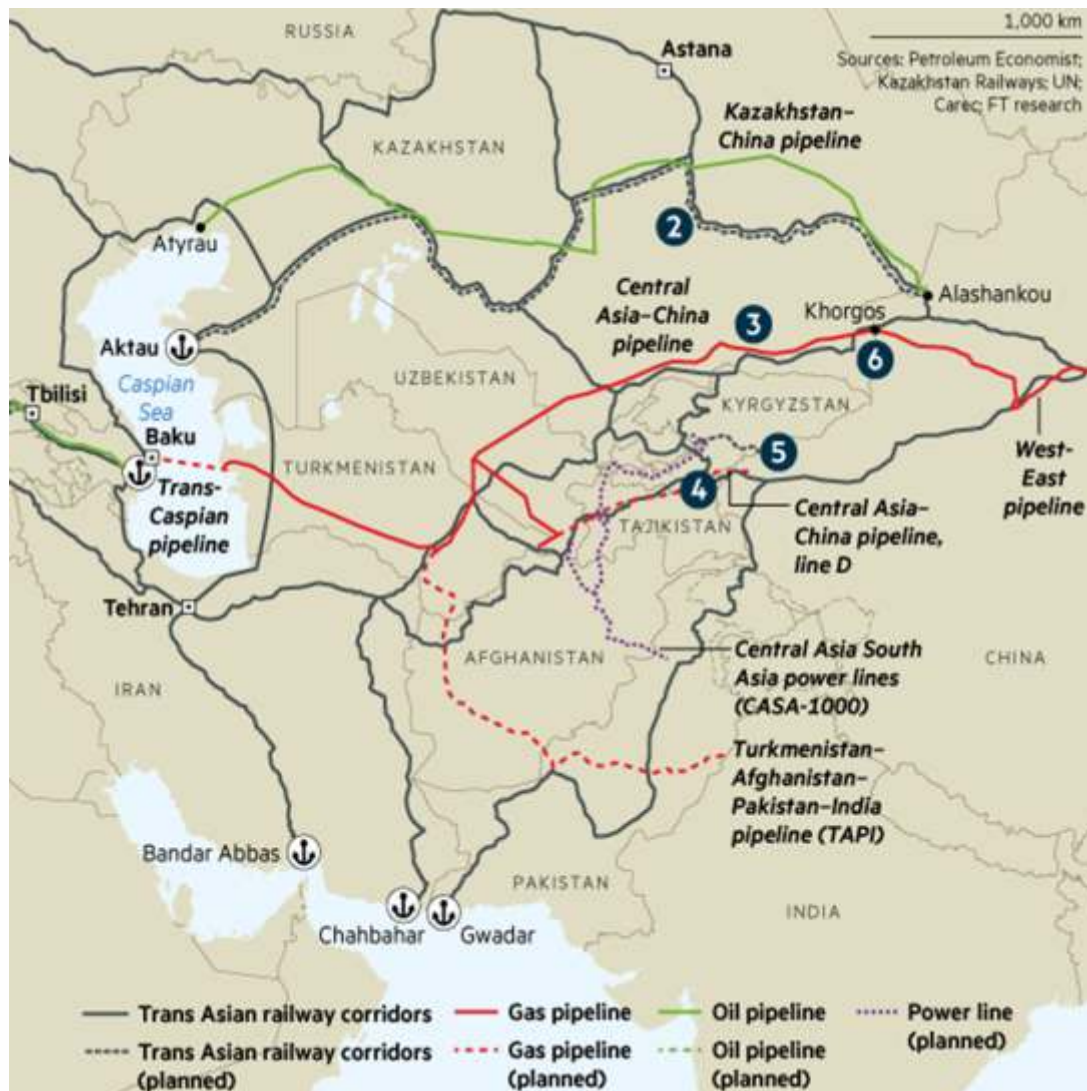 RUSSIA
1,000 km
Astana
Sources: Petroleum Economist;
Kazakhstan Railways; UN;
Carec; FT research
Kazakhstan–
China pipeline
KAZAKHSTAN
2
Atyrau
Central
Asia–China
pipeline
Alashankou
Khorgos
3
6
Aktau
Caspian
Sea
UZBEKISTAN
Tbilisi
KYRGYZSTAN
Baku
TURKMENISTAN
5
West-
East
pipeline
Trans-
Caspian
pipeline
4
TAJIKISTAN
Central Asia–
China pipeline,
line D
Tehran
AFGHANISTAN
Central Asia South
Asia power lines
(CASA-1000)
CHINA
IRAN
Turkmenistan–
Afghanistan–
Pakistan–India
pipeline (TAPI)
Bandar Abbas
PAKISTAN
INDIA
Chahbahar
Gwadar
Trans Asian railway corridors
Gas pipeline
Oil pipeline
Power line
(planned)
Trans Asian railway corridors
(planned)
Gas pipeline
(planned)
Oil pipeline
(planned)